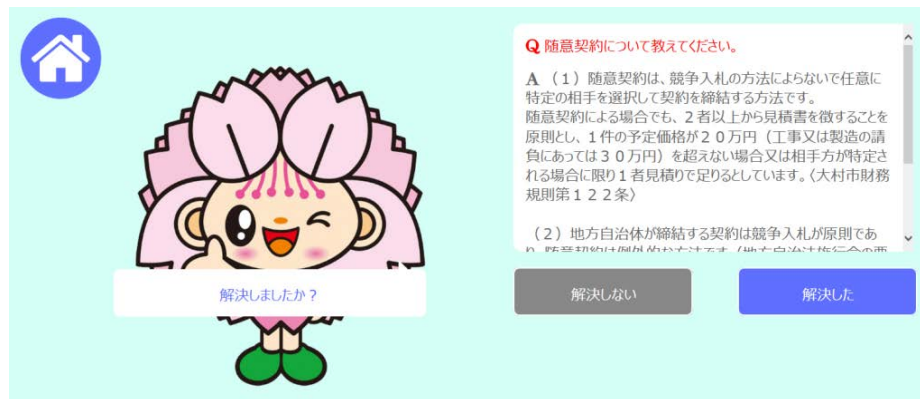 Q 随意契約について教えてください。
A （１）随意契約は、競争入札の方法によらないで任意に
特定の相手を選択して契約を締結する方法です。
随意契約による場合でも、２者以上から見積書を徴することを
原則とし、１件の予定価格が２０万円（工事又は製造の請
負にあっては３０万円）を超えない場合又は相手方が特定さ
れる場合に限り１者見積りで足りるとしています。〈大村市財務
規則第１２２条〉
（２）地方自治体が締結する契約は競争入札が原則であ
解決しましたか？
解決しない
解決した